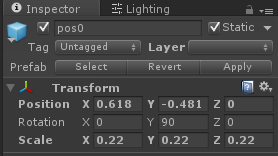 Inspector Lighting
pos0 Static
Tag Untagged Layer
Prefab Select Revert Apply
Transform
Position X 0.618 Y -0.481 Z 0
Rotation X 0 Y 90 Z 0
Scale X 0.22 Y 0.22 Z 0.22